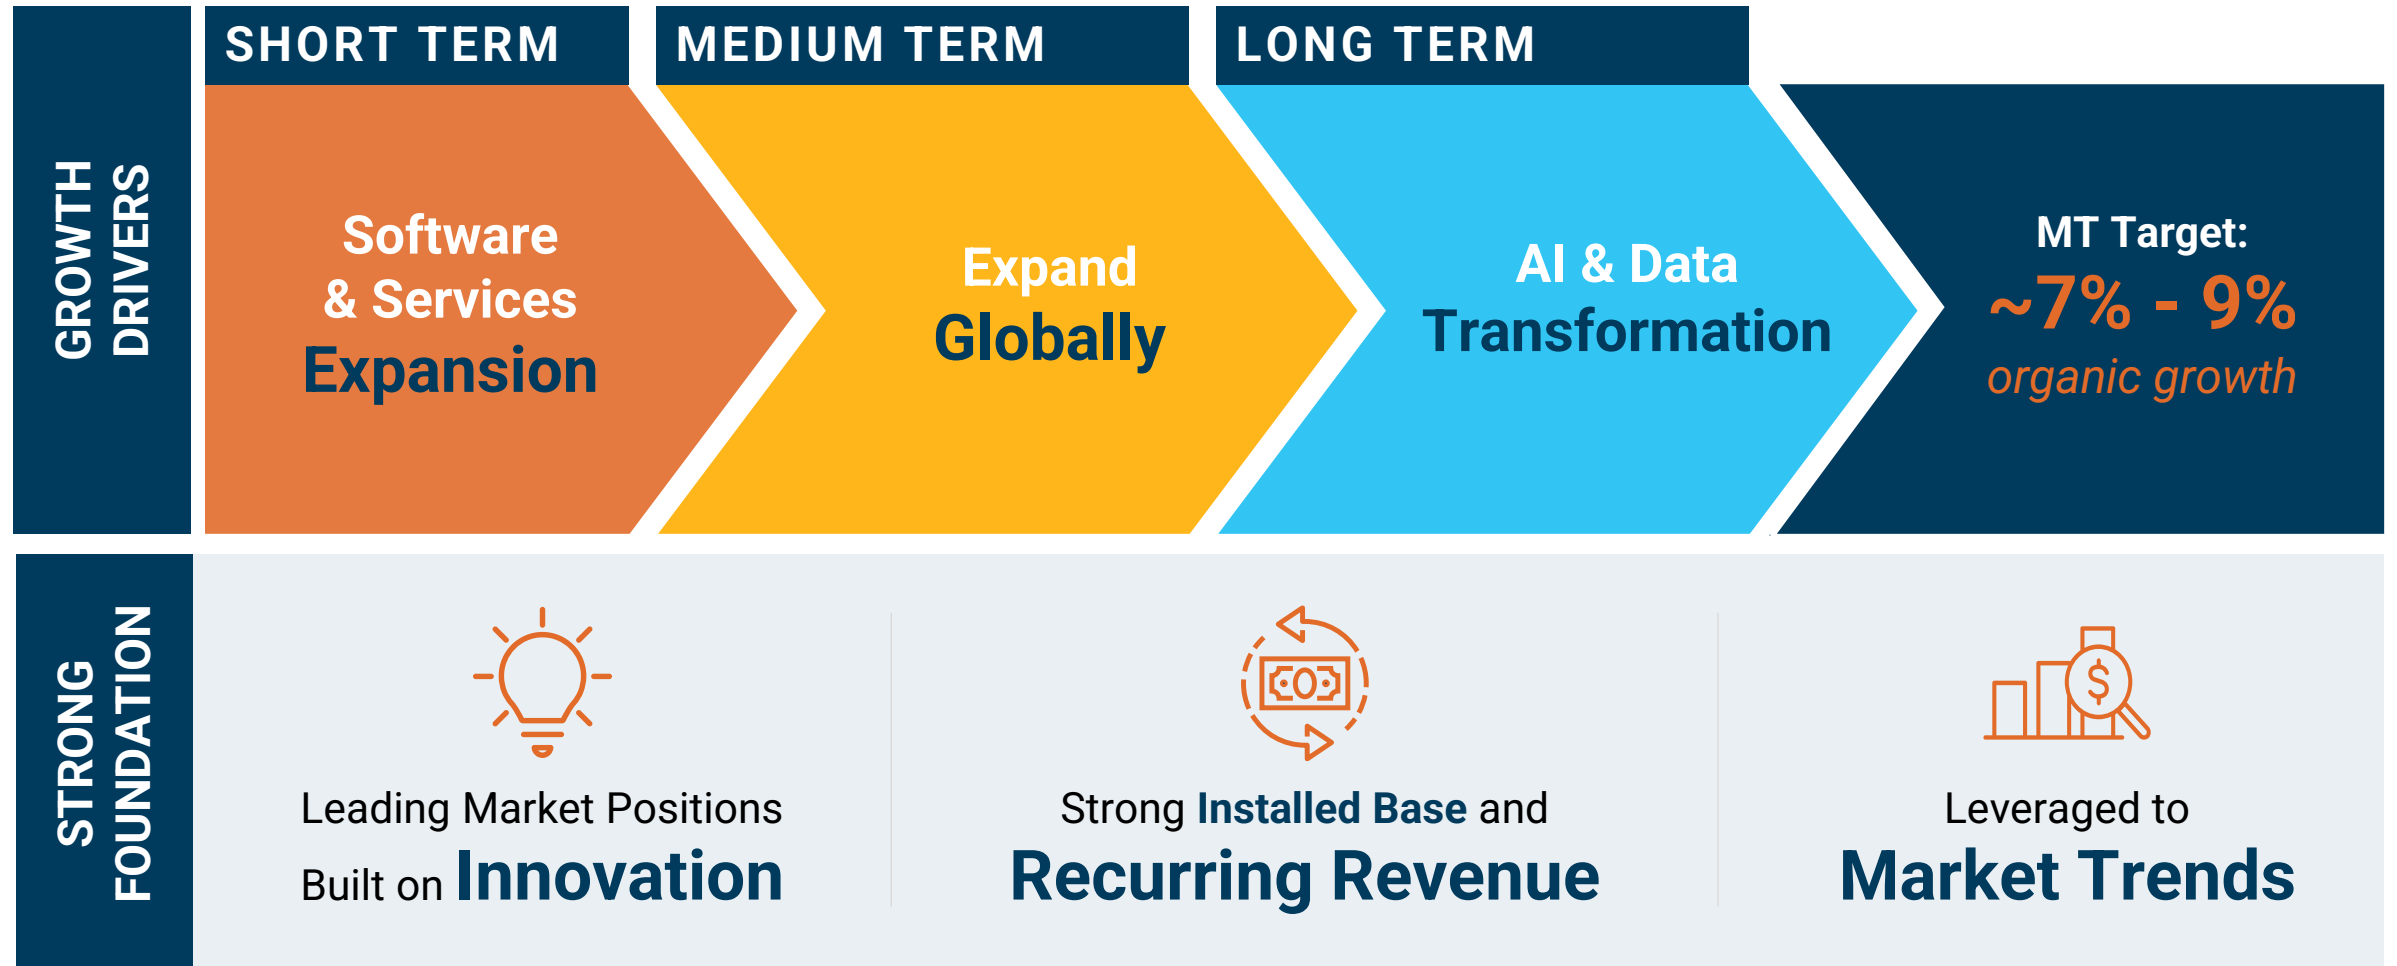 GROWTH
DRIVERS
SHORT TERM
Software
& Services
Expansion
MEDIUM TERM
Expand
Globally
LONG TERM
AI & Data
Transformation
MT Target:
~7% - 9%
organic growth
STRONG
FOUNDATION
Leading Market Positions
Built on Innovation
Strong Installed Base and
Recurring Revenue
$
Leveraged to
Market Trends